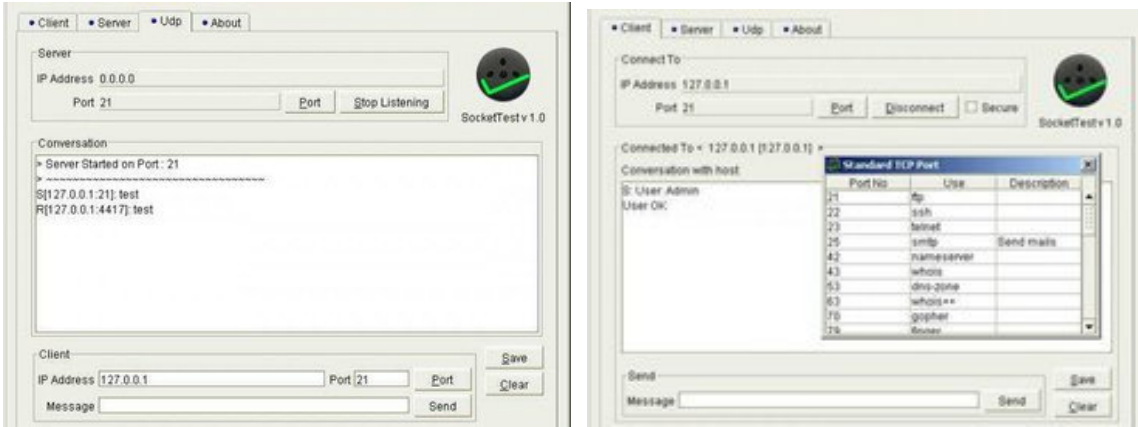 Client Server Udp About
Server
IP Address 0.0.0.0
Port 21 Port Stop Listening
SocketTest v 1.0
Conversation
> Server Started on Port : 21
> ~~~~~~~~~~~~~~~~~~~~~~~~~~~~~~~~~~
S[127.0.0.1:21]: test
R[127.0.0.1:4417]: test
Client
IP Address 127.0.0.1 Port 21 Port
Message Send
Save
Clear
Client Server Udp About
Connect To
IP Address 127.0.0.1
Port 21 Port Disconnect Secure
SocketTest v 1.0
Connected To < 127.0.0.1 [127.0.0.1] >
Conversation with host
S: User Admin
User OK
Standard TCP Port
Port No Use Description
21 ftp
22 ssh
23 telnet
25 smtp Send mails
42 nameserver
43 whois
53 dns-zone
63 whois++
70 gopher
79 finger
Send
Message Send
Save
Clear